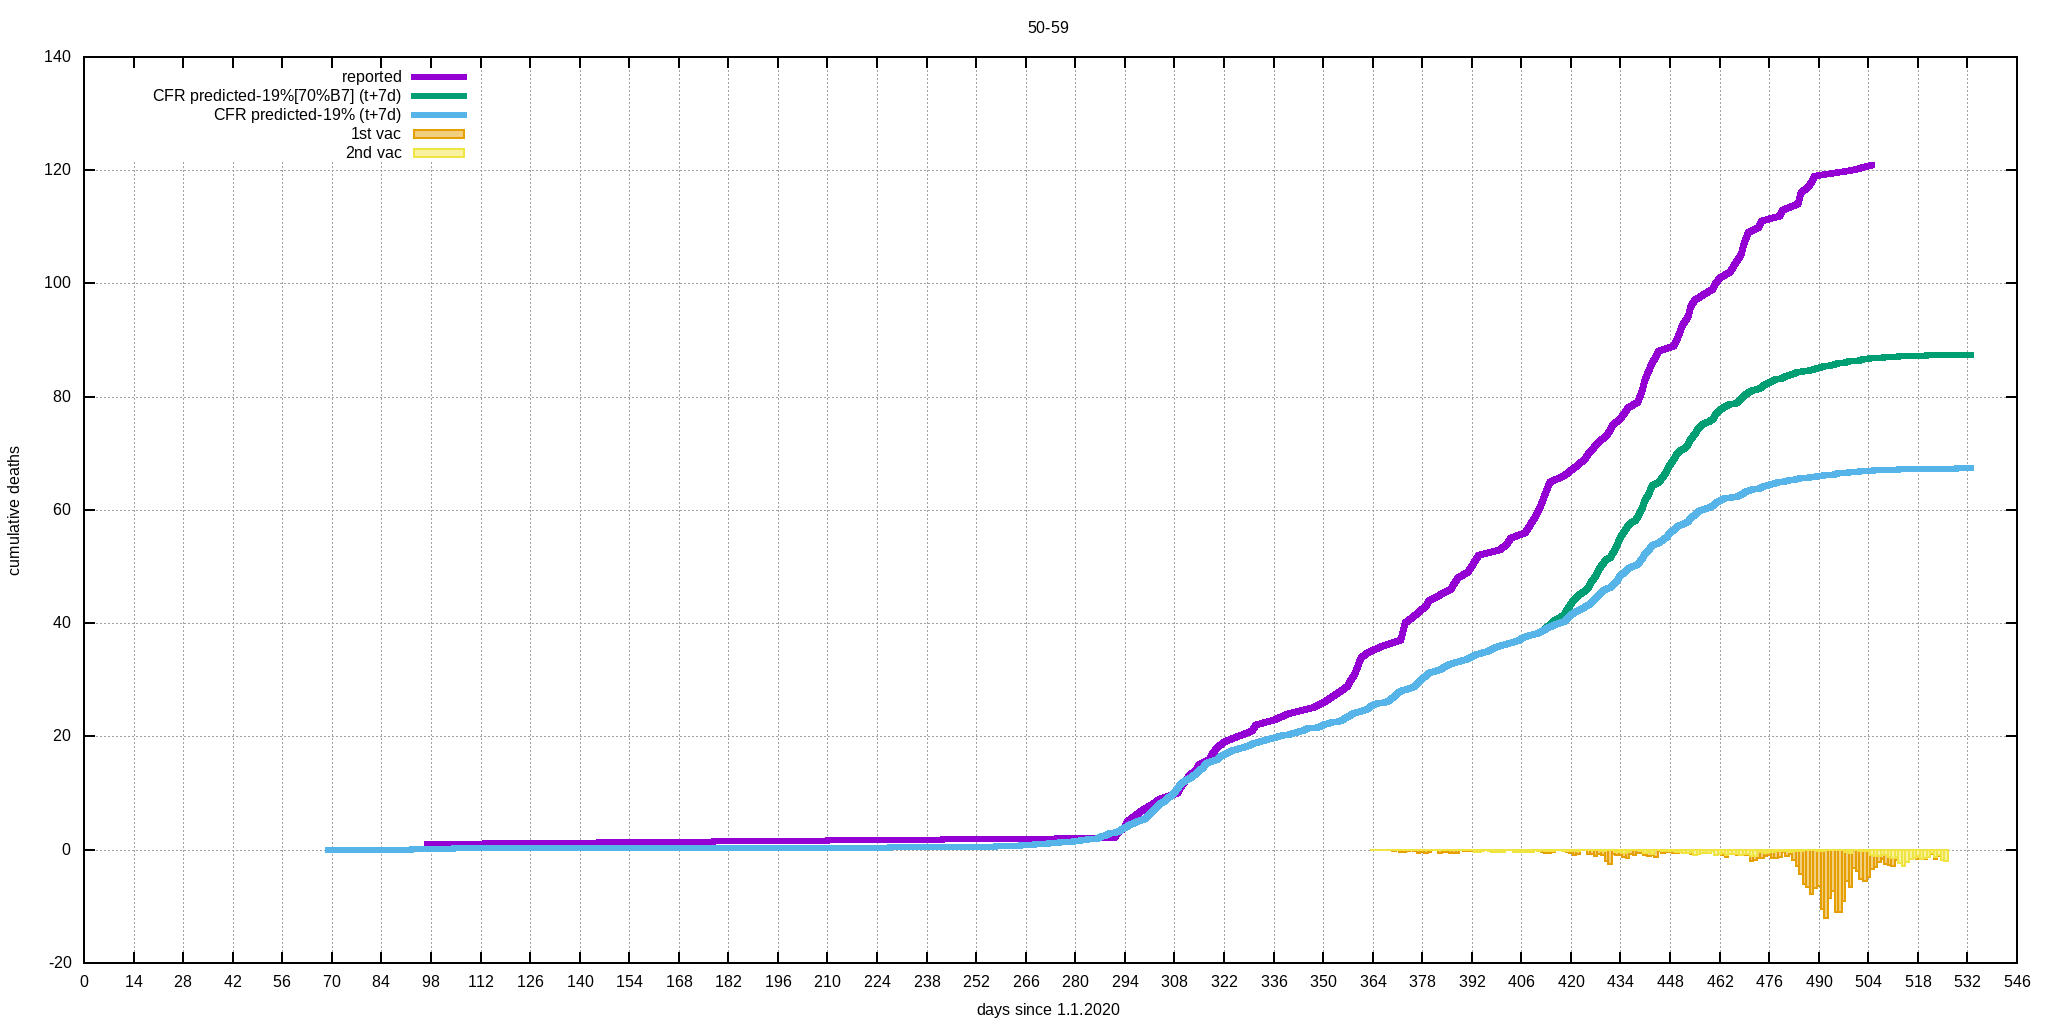 50-59
140
120
100
80
60
40
20
0
-20
cumulative deaths
reported
CFR predicted-19%[70%B7] (t+7d)
CFR predicted-19% (t+7d)
1st vac
2nd vac
0 14 28 42 56 70 84 98 112 126 140 154 168 182 196 210 224 238 252 266 280 294 308 322 336 350 364 378 392 406 420 434 448 462 476 490 504 518 532 546
days since 1.1.2020